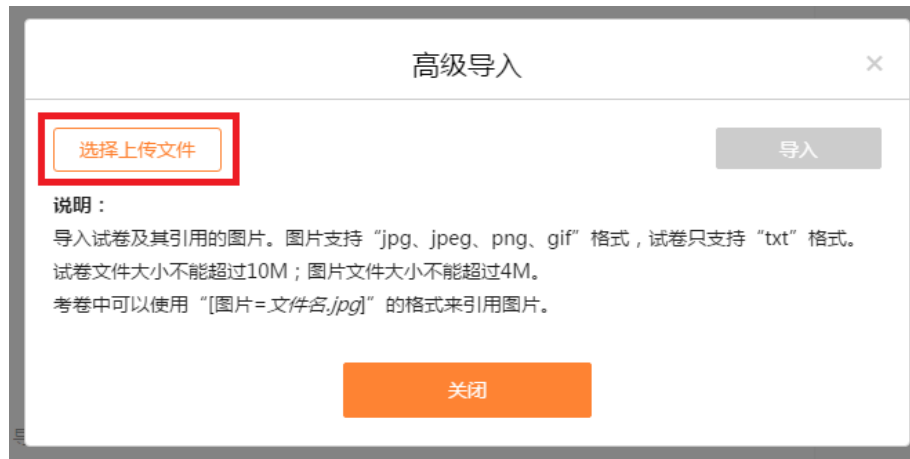 高级导入
×
选择上传文件
导入
说明：
导入试卷及其引用的图片。图片支持“jpg、jpeg、png、gif”格式，试卷只支持“txt”格式。
试卷文件大小不能超过10M；图片文件大小不能超过4M。
考卷中可以使用“[图片=文件名.jpg]”的格式来引用图片。
关闭